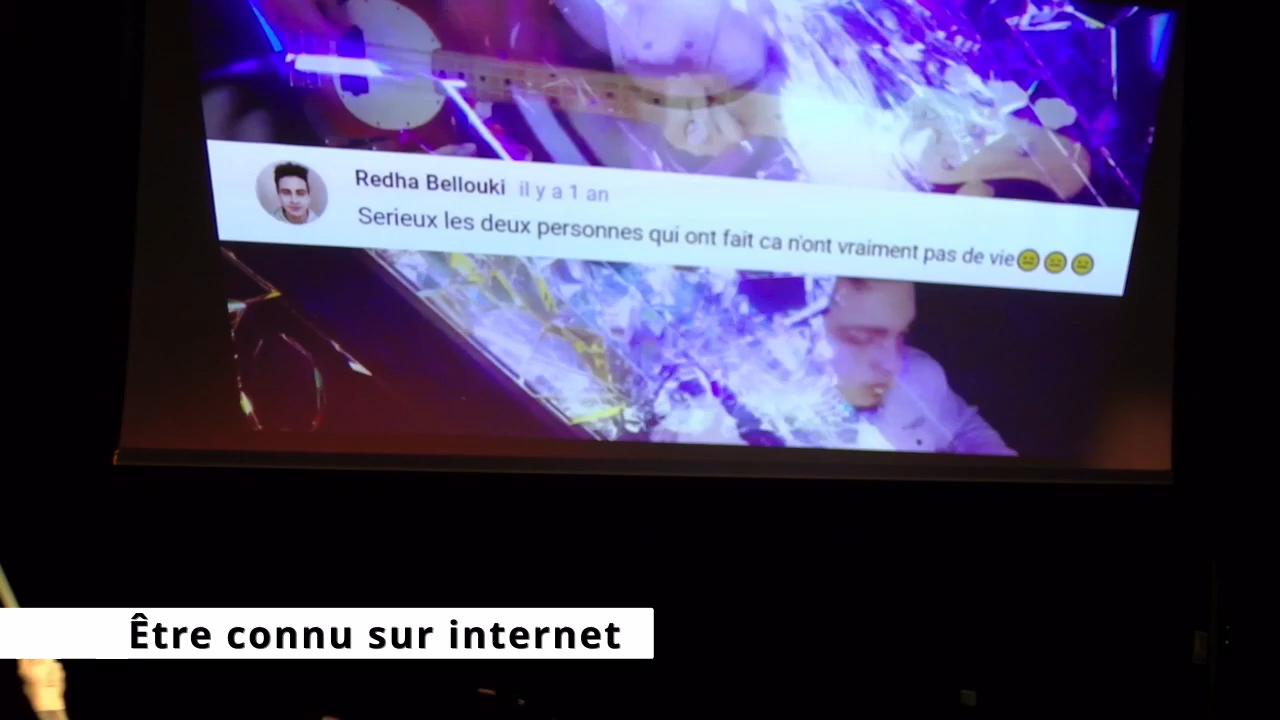 Redha Bellouki il y a 1 an
Serieux les deux personnes qui ont fait ca n'ont vraiment pas de vie😐😐😐
Être connu sur internet